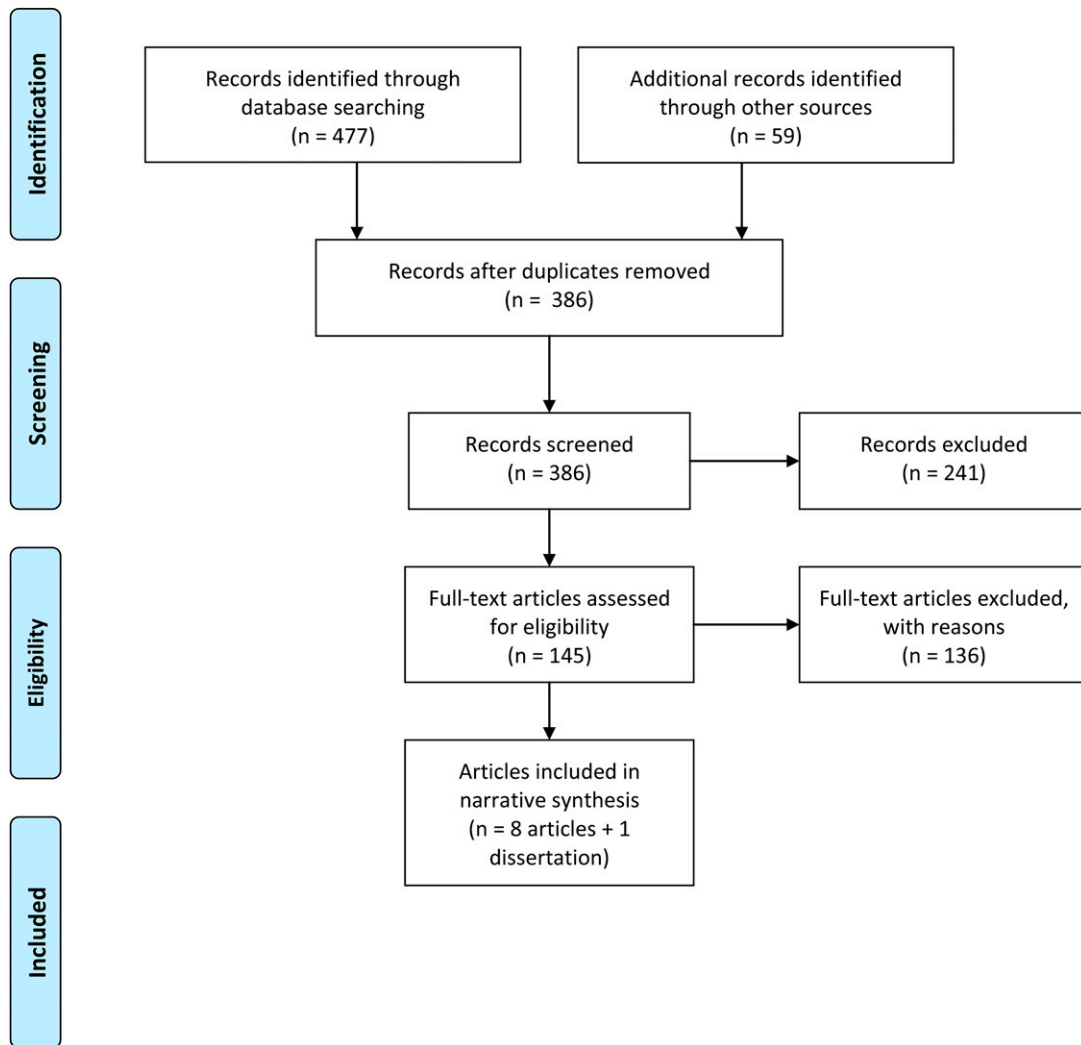 Identification
Records identified through
database searching
(n = 477)
Additional records identified
through other sources
(n = 59)
Records after duplicates removed
(n =  386)
Screening
Records screened
(n = 386)
Records excluded
(n = 241)
Eligibility
Full-text articles assessed
for eligibility
(n = 145)
Full-text articles excluded,
with reasons
(n = 136)
Articles included in
narrative synthesis
(n = 8 articles + 1
dissertation)
Included